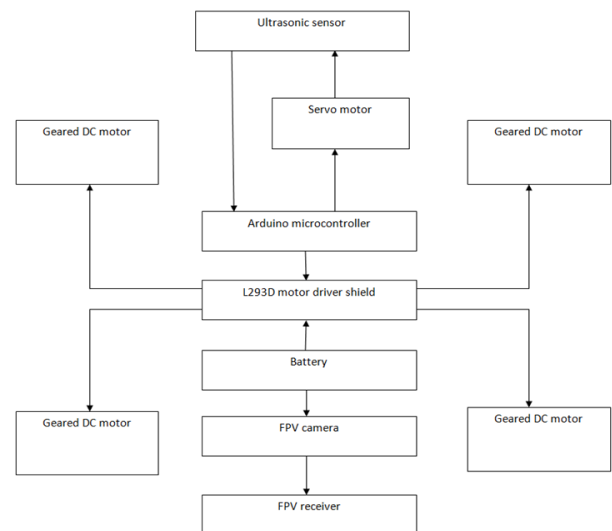 Ultrasonic sensor
Servo motor
Geared DC motor
Geared DC motor
Arduino microcontroller
L293D motor driver shield
Battery
Geared DC motor
FPV camera
Geared DC motor
FPV receiver